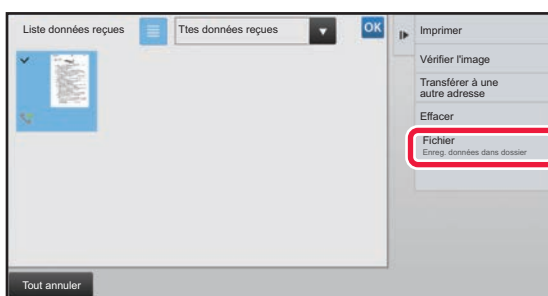 Liste données reçues
Ttes données reçues
OK
Imprimer
Vérifier l'image
Transférer à une
autre adresse
Effacer
Fichier
Enreg. données dans dossier
Tout annuler